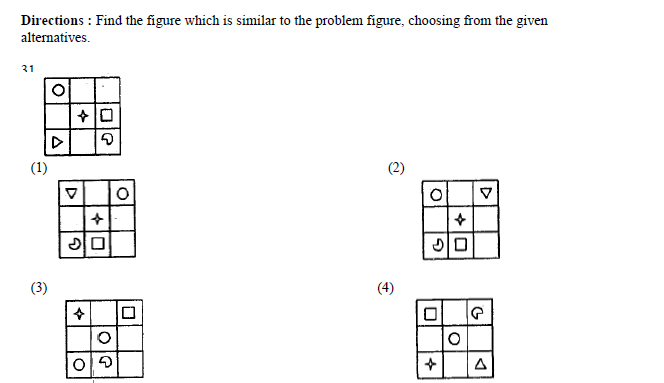 Directions : Find the figure which is similar to the problem figure, choosing from the given
alternatives.
31
(1)
(2)
(3)
(4)